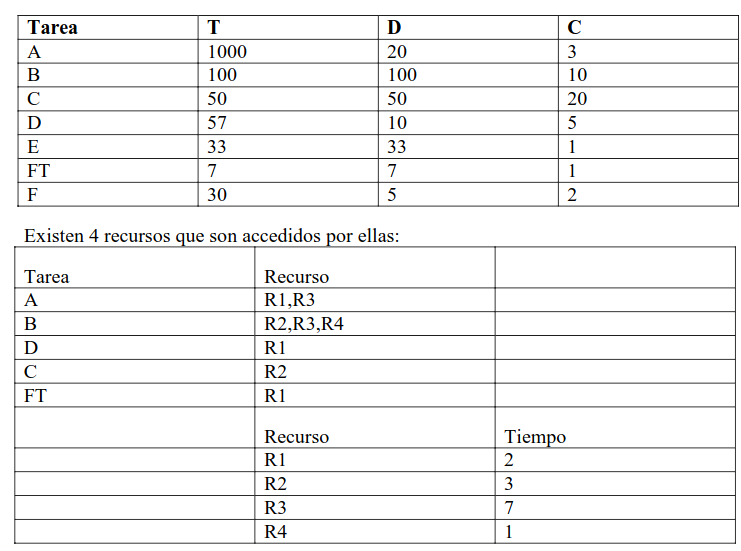 Tarea T D C
A 1000 20 3
B 100 100 10
C 50 50 20
D 57 10 5
E 33 33 1
FT 7 7 1
F 30 5 2
Existen 4 recursos que son accedidos por ellas:
Tarea Recurso
A R1,R3
B R2,R3,R4
D R1
C R2
FT R1
Recurso Tiempo
R1 2
R2 3
R3 7
R4 1